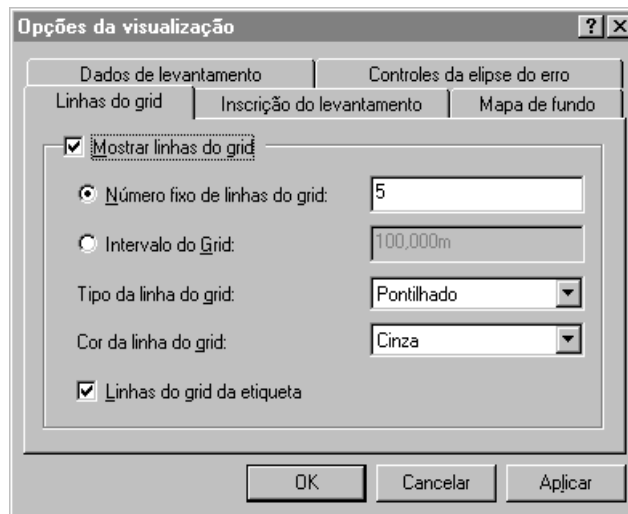 Opções da visualização
Dados de levantamento
Controles da elipse do erro
Linhas do grid
Inscrição do levantamento
Mapa de fundo
Mostrar linhas do grid
Número fixo de linhas do grid:
5
Intervalo do Grid:
100,000m
Tipo da linha do grid:
Pontilhado
Cor da linha do grid:
Cinza
Linhas do grid da etiqueta
OK
Cancelar
Aplicar